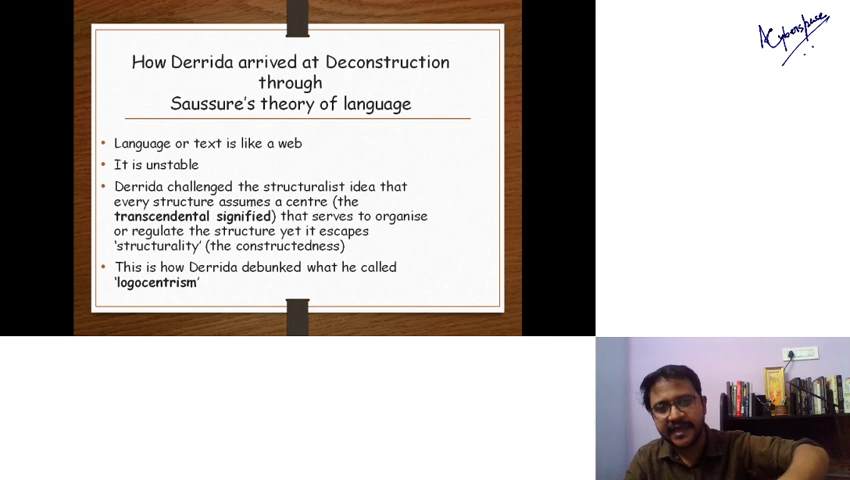 How Derrida arrived at Deconstruction
through
Saussure's theory of language
• Language or text is like a web
• It is unstable
• Derrida challenged the structuralist idea that
every structure assumes a centre (the
transcendental signified) that serves to organise
or regulate the structure yet it escapes
'structurality' (the constructedness)
• This is how Derrida debunked what he called
'logocentrism'
Cyberspace